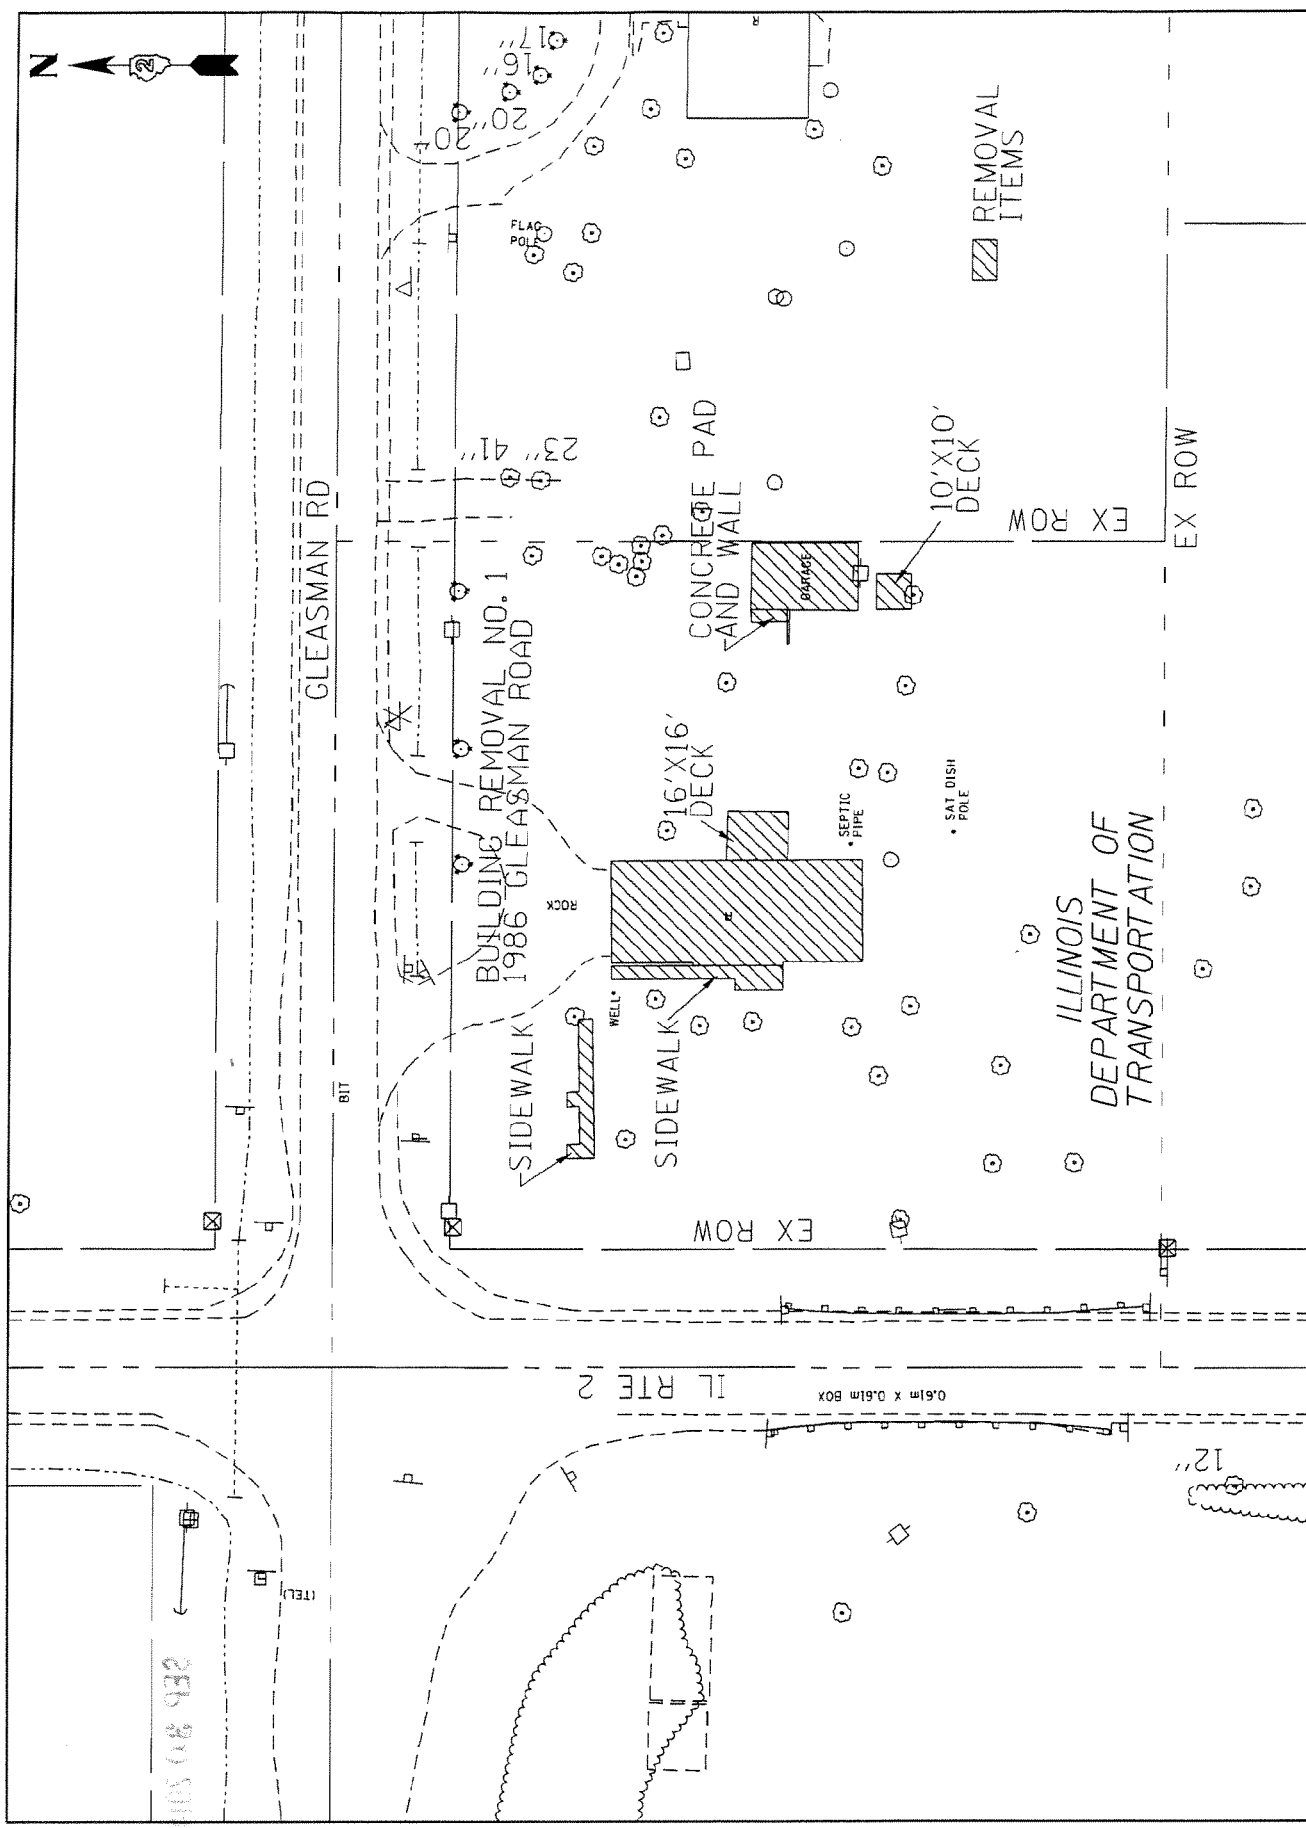 N
2
17"
16"
20"
20"
R
FLAG
POLE
REMOVAL
ITEMS
GLEASMAN RD
23" 41"
CONCRETE PAD
AND WALL
10'X10'
DECK
EX ROW
EX ROW
GARAGE
BUILDING REMOVAL NO. 1
1986 GLEASMAN ROAD
16'X16'
DECK
SEPTIC
PIPE
SAT DISH
POLE
ROCK
WELL
SIDEWALK
SIDEWALK
BIT
ILLINOIS
DEPARTMENT OF
TRANSPORTATION
EX ROW
IL RTE 2
0.61m X 0.61m BOX
12"
(TEL)